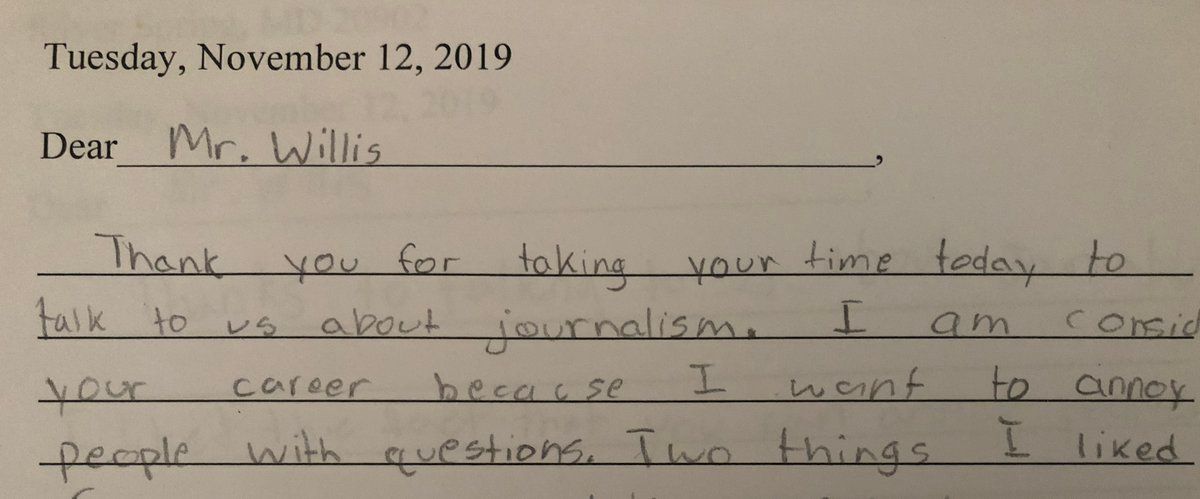 Tuesday, November 12, 2019
Dear Mr. Willis,
Thank you for taking your time today to
talk to us about journalism. I am consid
your career because I want to annoy
people with questions. Two things I liked